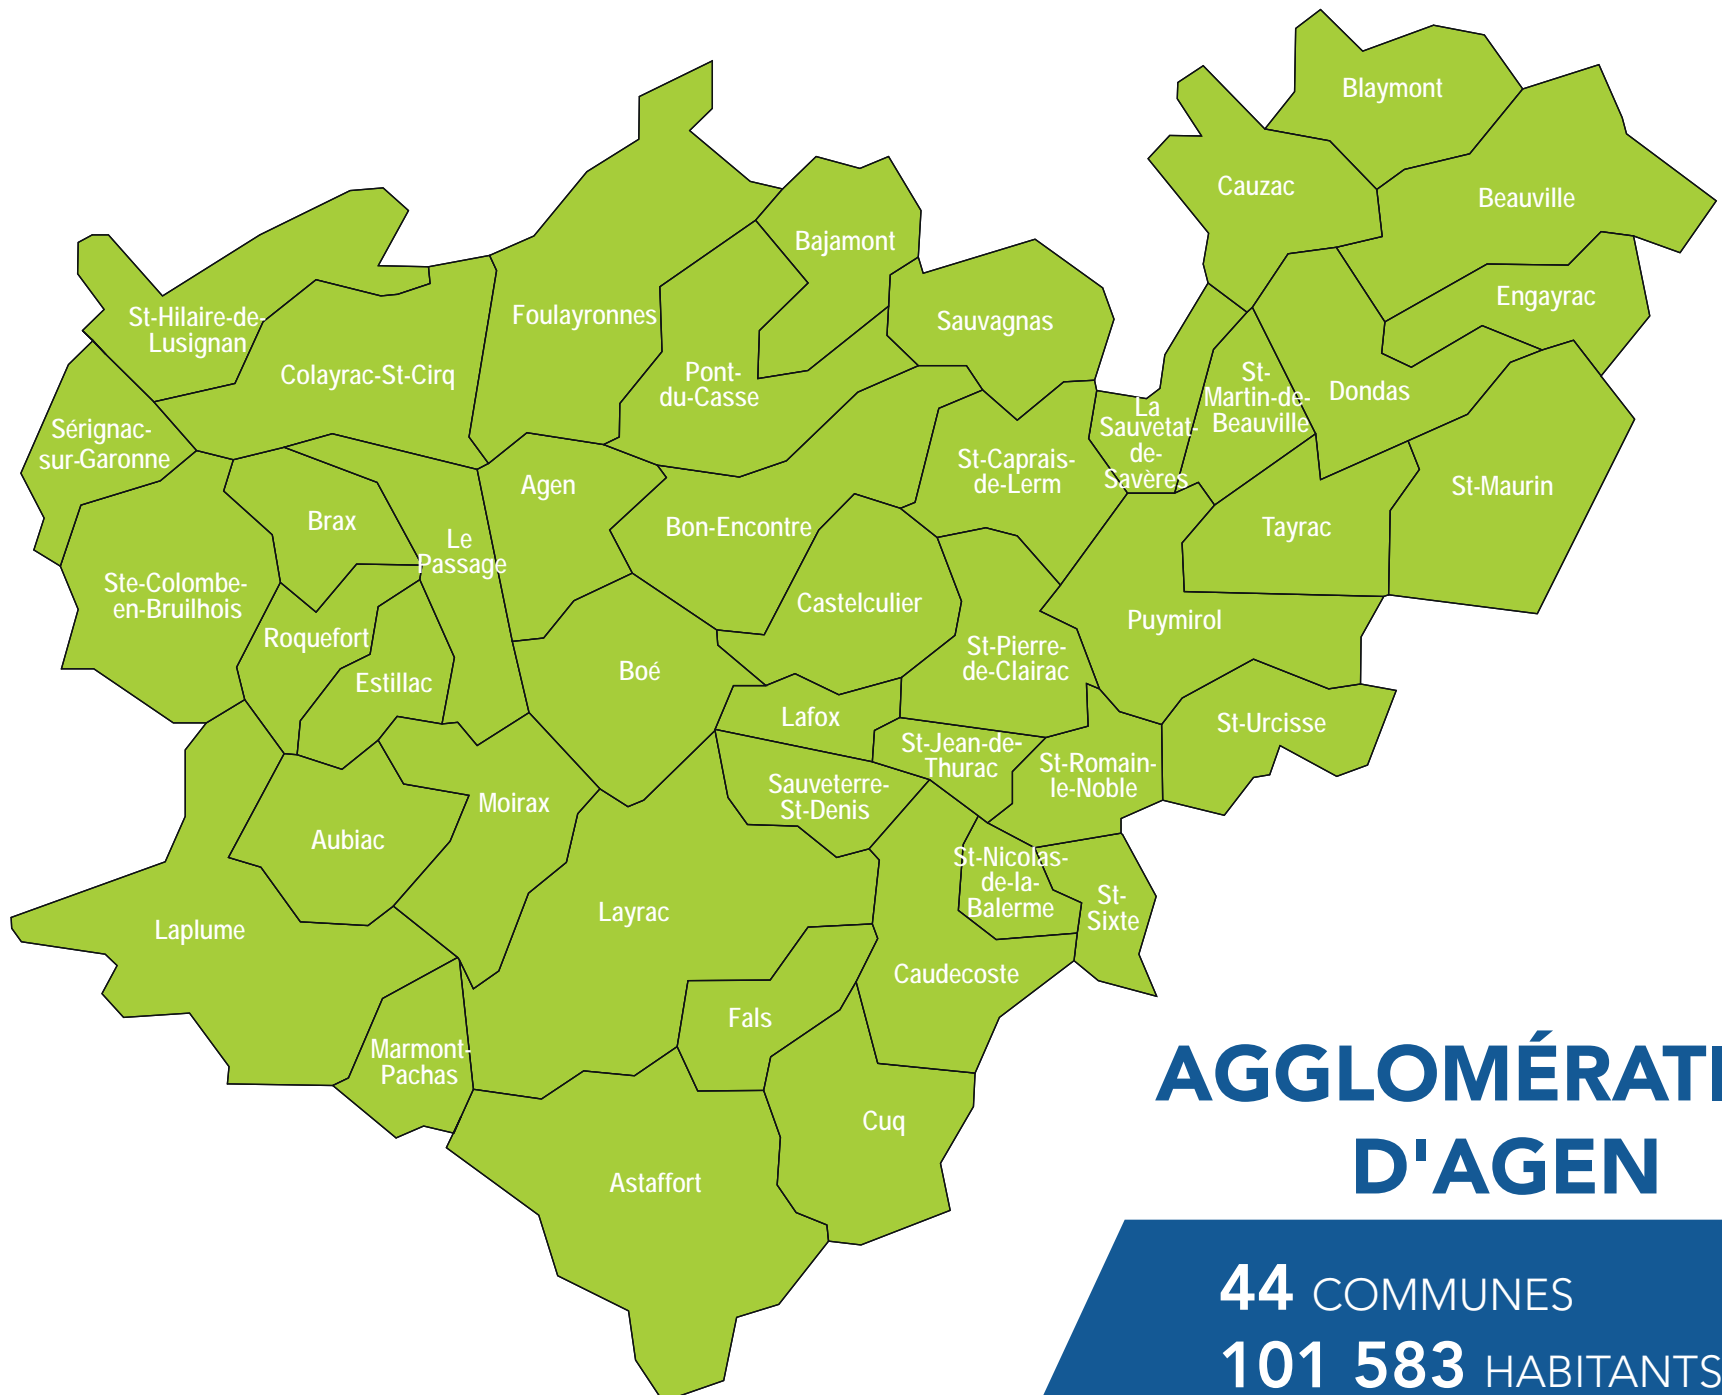 Blaymont
Cauzac
Beauville
Bajamont
Engayrac
St-Hilaire-de-
Lusignan
Foulayronnes
Sauvagnas
Colayrac-St-Cirq
Pont-
du-Casse
St-
Martin-de-
Beauville
Dondas
La
Sauvetat-
de-
Savères
Sérignac-
sur-Garonne
St-Caprais-
de-Lerm
Agen
St-Maurin
Brax
Le
Passage
Bon-Encontre
Tayrac
Ste-Colombe-
en-Bruilhois
Castelculier
Puymirol
Roquefort
St-Pierre-
de-Clairac
Estillac
Boé
Lafox
St-Urcisse
St-Jean-de-
Thurac
St-Romain-
le-Noble
Sauveterre-
St-Denis
Moirax
Aubiac
St-Nicolas-
de-la-
Balerme
St-
Sixte
Layrac
Laplume
Caudecoste
Fals
Marmont-
Pachas
Cuq
Astaffort
AGGLOMÉRATI
D'AGEN
44 COMMUNES
101 583 HABITANTS